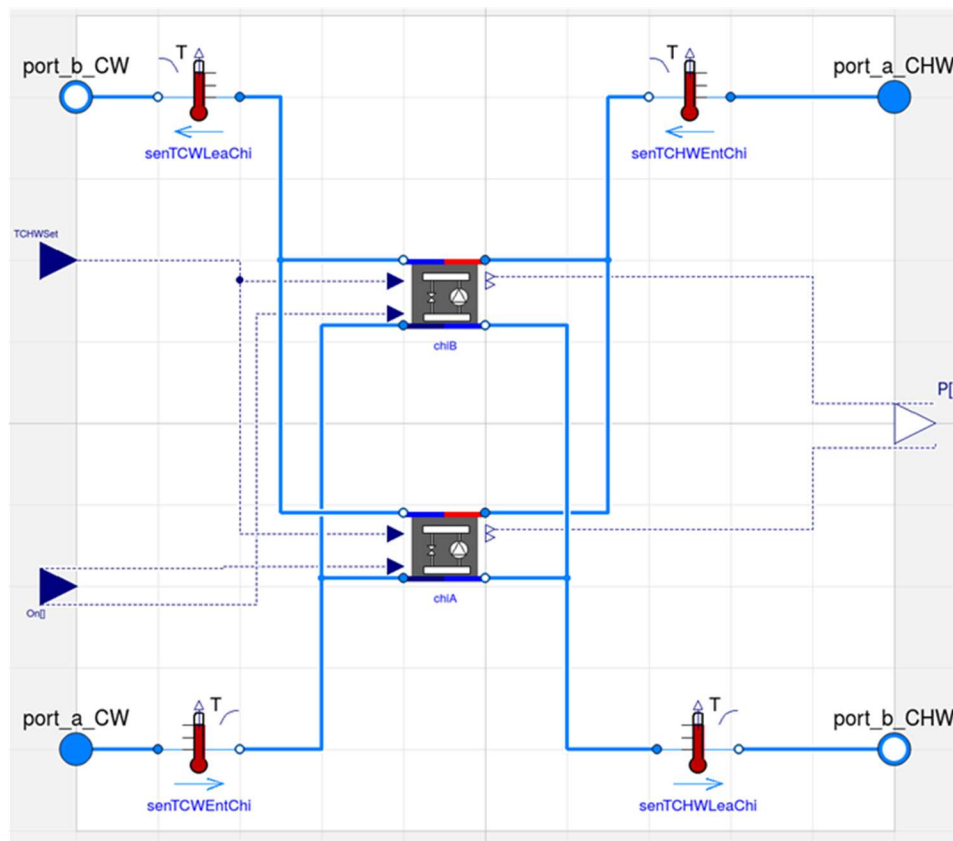 T
T
port_b_CW
port_a_CHW
senTCWLeaChi
senTCHWEntChi
TCHWSet
chiB
P[
chiA
On[]
T
T
port_a_CW
port_b_CHW
senTCWEntChi
senTCHWLeaChi